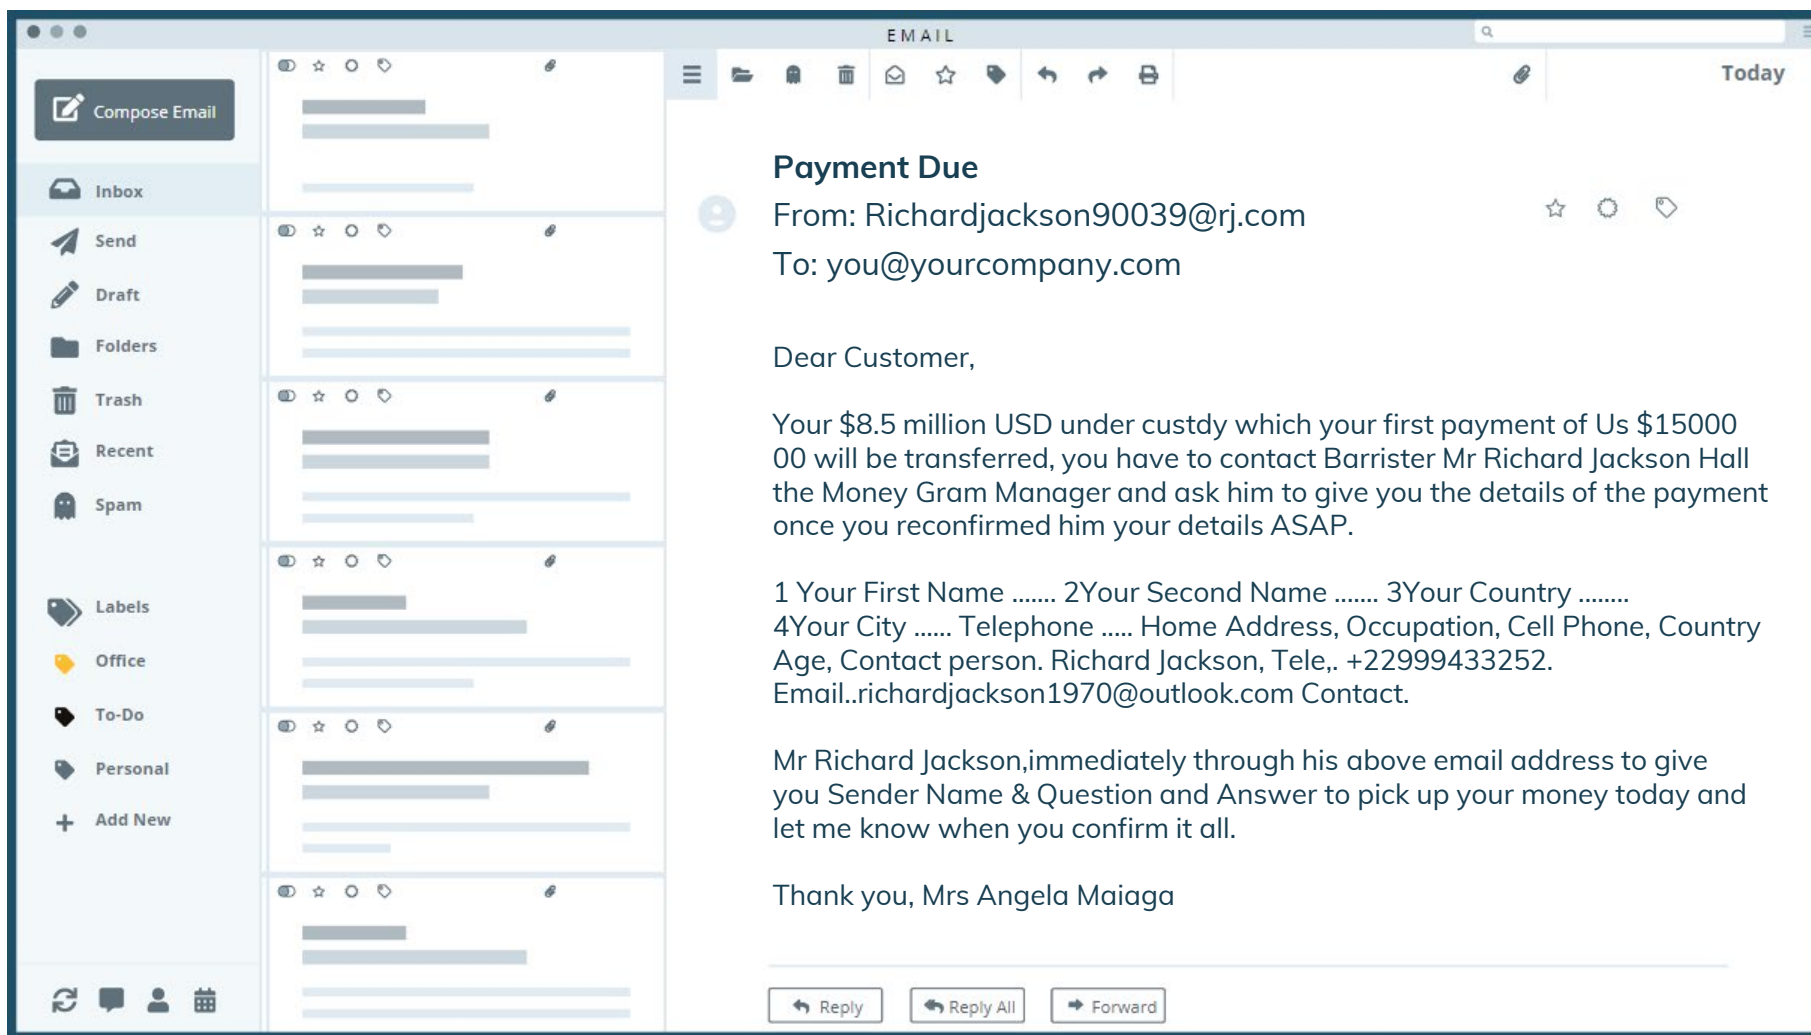 EMAIL
Compose Email
Inbox
Send
Draft
Folders
Trash
Recent
Spam
Labels
Office
To-Do
Personal
Add New
Today
Payment Due
From: Richardjackson90039@rj.com
To: you@yourcompany.com
Dear Customer,
Your $8.5 million USD under custdy which your first payment of Us $15000
00 will be transferred, you have to contact Barrister Mr Richard Jackson Hall
the Money Gram Manager and ask him to give you the details of the payment
once you reconfirmed him your details ASAP.
1 Your First Name ....... 2Your Second Name ....... 3Your Country ........
4Your City ...... Telephone ..... Home Address, Occupation, Cell Phone, Country
Age, Contact person. Richard Jackson, Tele,. +22999433252.
Email..richardjackson1970@outlook.com Contact.
Mr Richard Jackson,immediately through his above email address to give
you Sender Name & Question and Answer to pick up your money today and
let me know when you confirm it all.
Thank you, Mrs Angela Maiaga
Reply
Reply All
Forward